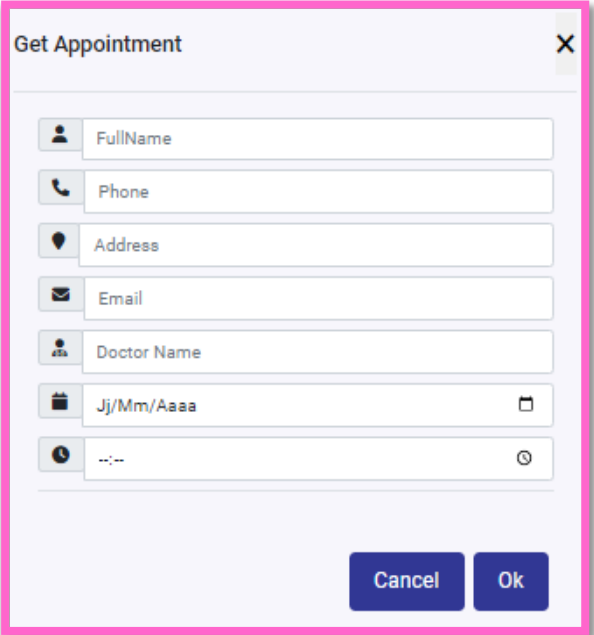 Get Appointment
FullName
Phone
Address
Email
Doctor Name
Jj/Mm/Aaaa
--:--
Cancel Ok